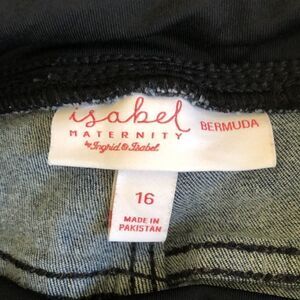 isabel
MATERNITY BERMUDA
by Ingrid & Isabel
16
MADE IN
PAKISTAN